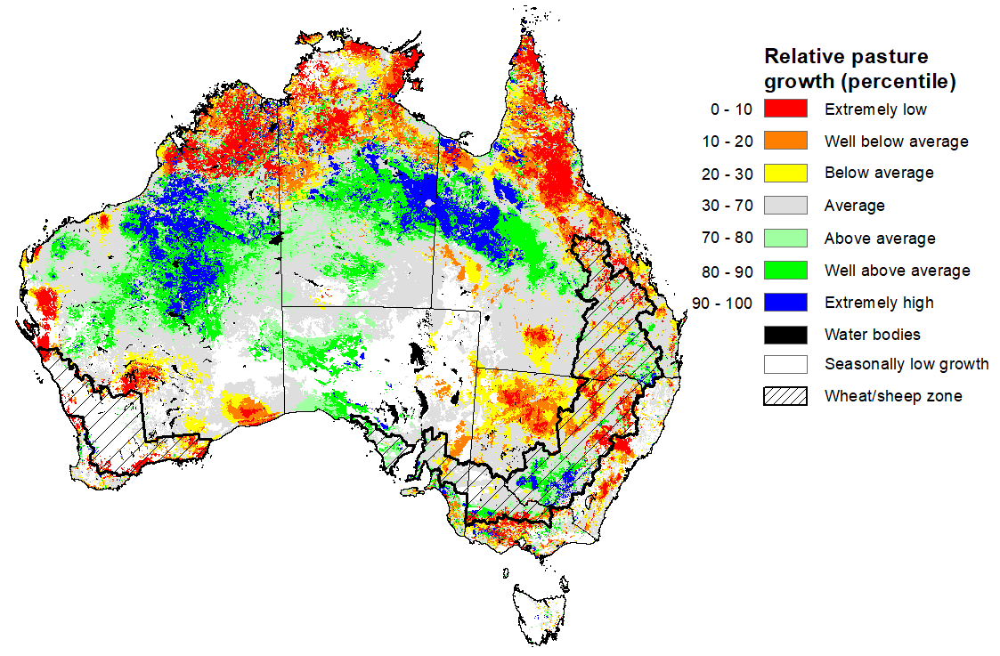 Relative pasture
growth (percentile)
0 - 10 Extremely low
10 - 20 Well below average
20 - 30 Below average
30 - 70 Average
70 - 80 Above average
80 - 90 Well above average
90 - 100 Extremely high
Water bodies
Seasonally low growth
Wheat/sheep zone